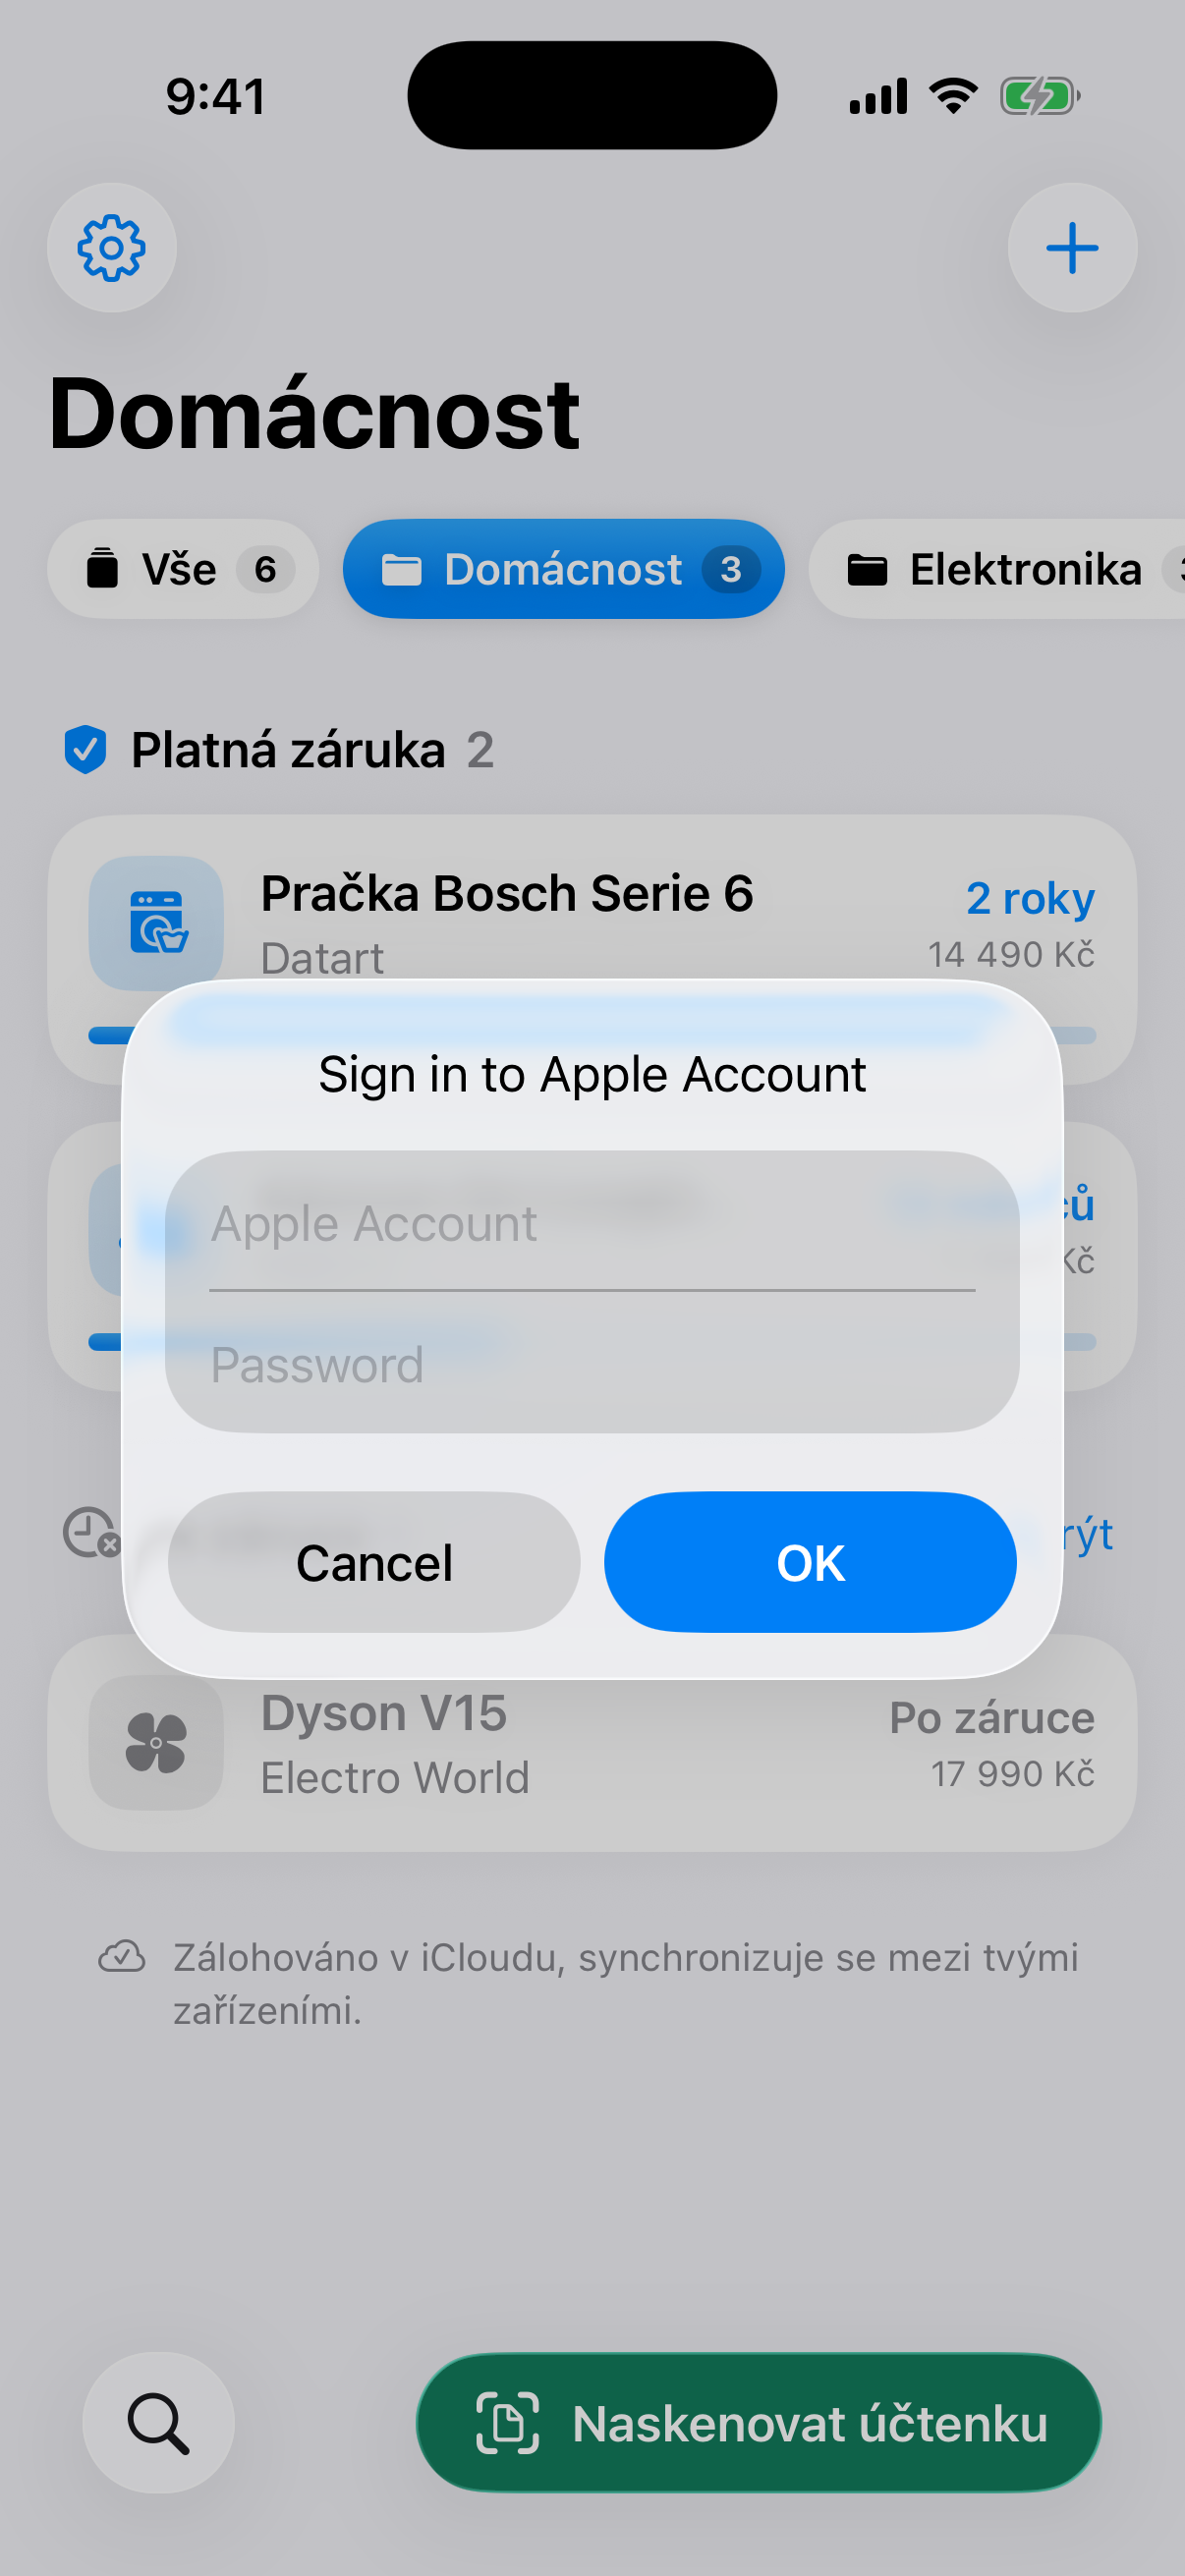 9:41
Domácnost
Vše 6
Domácnost 3
Elektronika
Platná záruka 2
Pračka Bosch Serie 6
2 roky
Datart
14 490 Kč
Sign in to Apple Account
Apple Account
Kč
Password
Cancel
OK
Dyson V15
Po záruce
Electro World
17 990 Kč
Zálohováno v iCloudu, synchronizuje se mezi tvými
zařízeními.
Naskenovat účtenku